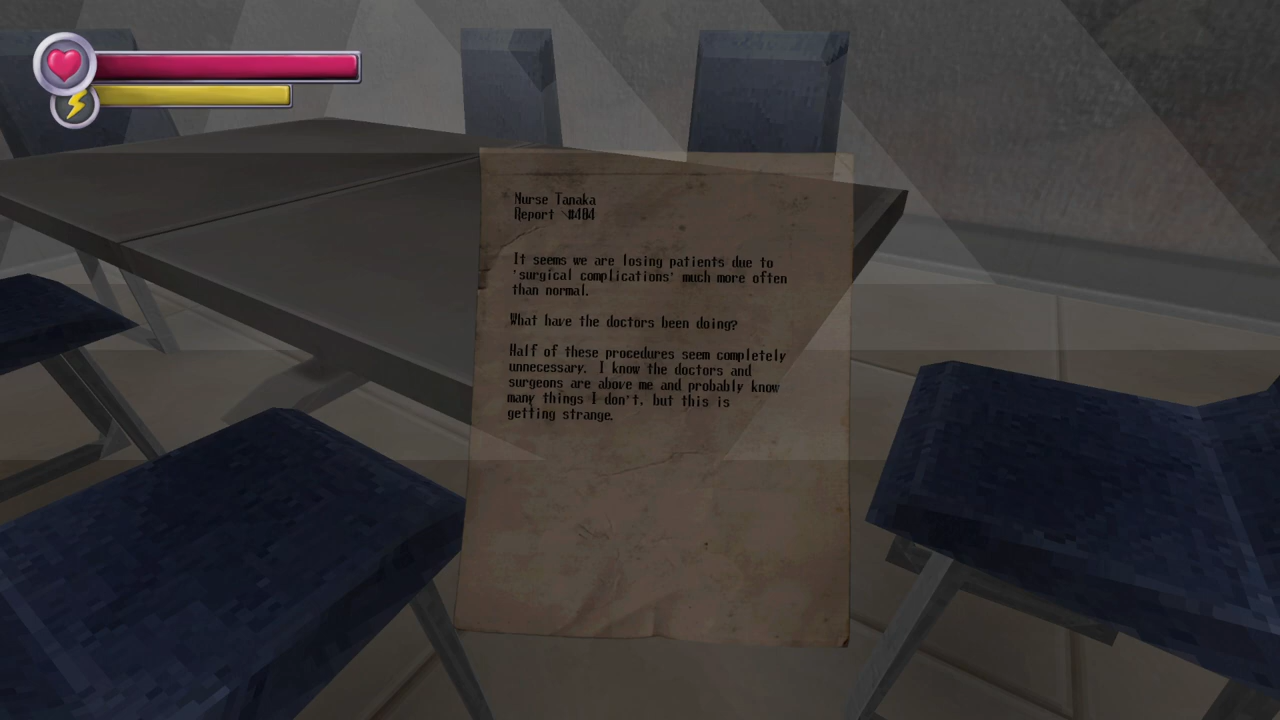 Nurse Tanaka
Report \#404
It seems we are losing patients due to
'surgical complications' much more often
than normal.
What have the doctors been doing?
Half of these procedures seem completely
unnecessary. I know the doctors and
surgeons are above me and probably know
many things I don't, but this is
getting strange.